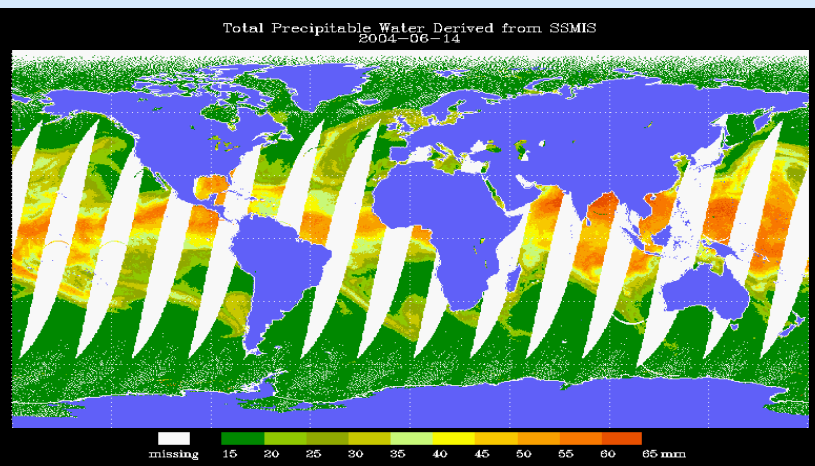 Total Precipitable Water Derived from SSMIS
2004-06-14
missing 15 20 25 30 35 40 45 50 55 60 65 mm